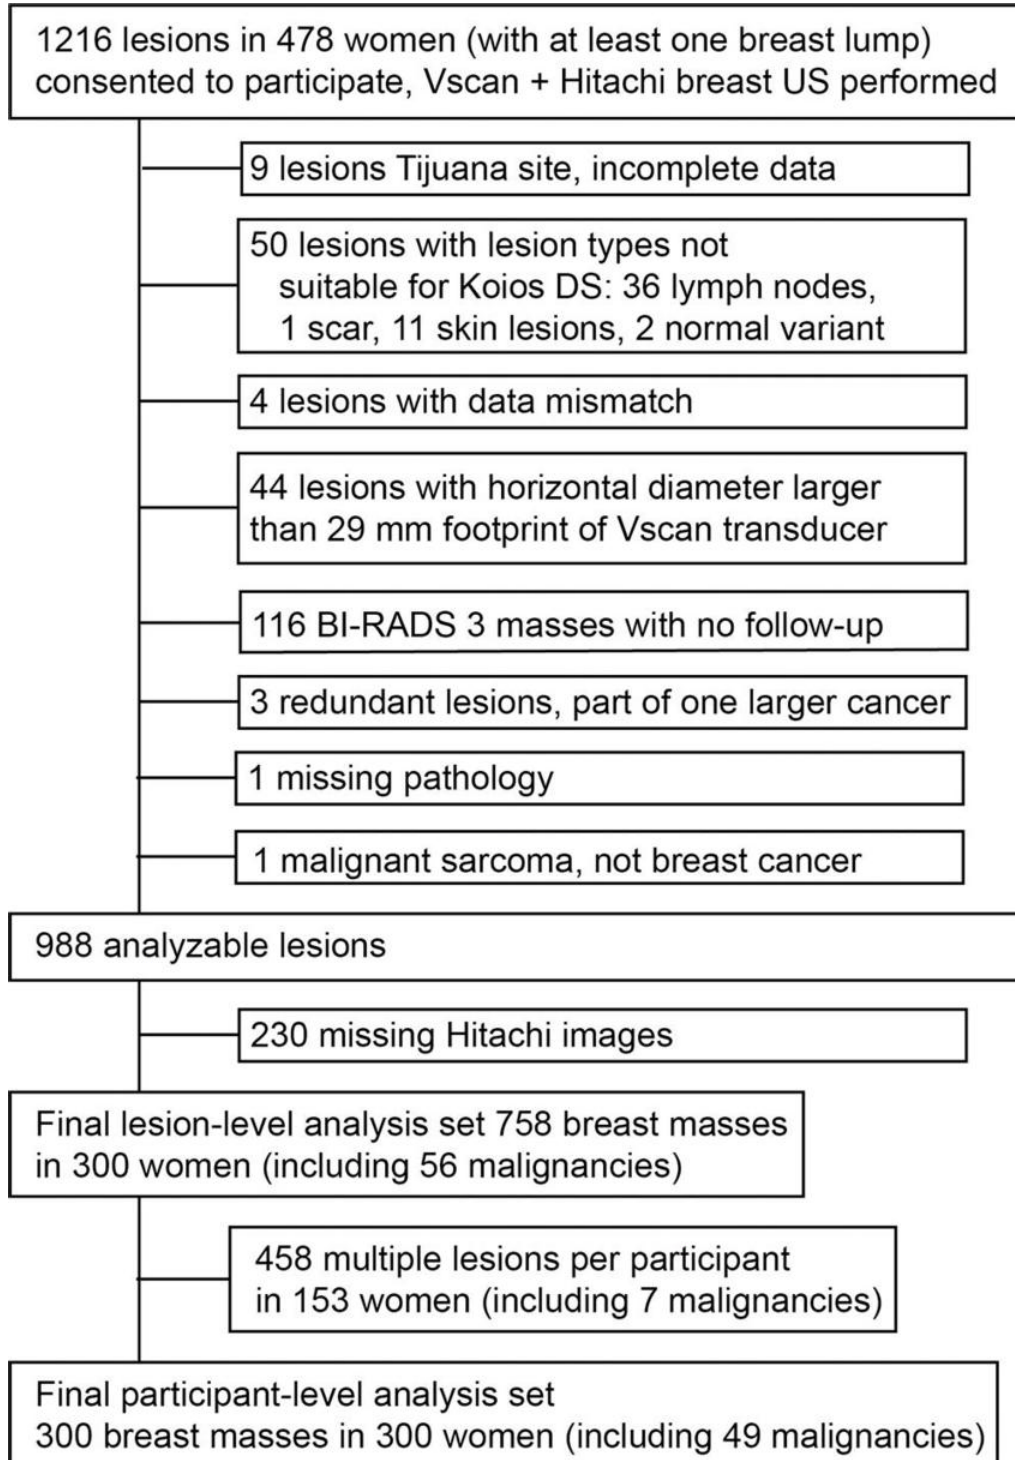 1216 lesions in 478 women (with at least one breast lump)
consented to participate, Vscan + Hitachi breast US performed
9 lesions Tijuana site, incomplete data
50 lesions with lesion types not
suitable for Koios DS: 36 lymph nodes,
1 scar, 11 skin lesions, 2 normal variant
4 lesions with data mismatch
44 lesions with horizontal diameter larger
than 29 mm footprint of Vscan transducer
116 BI-RADS 3 masses with no follow-up
3 redundant lesions, part of one larger cancer
1 missing pathology
1 malignant sarcoma, not breast cancer
988 analyzable lesions
230 missing Hitachi images
Final lesion-level analysis set 758 breast masses
in 300 women (including 56 malignancies)
458 multiple lesions per participant
in 153 women (including 7 malignancies)
Final participant-level analysis set
300 breast masses in 300 women (including 49 malignancies)